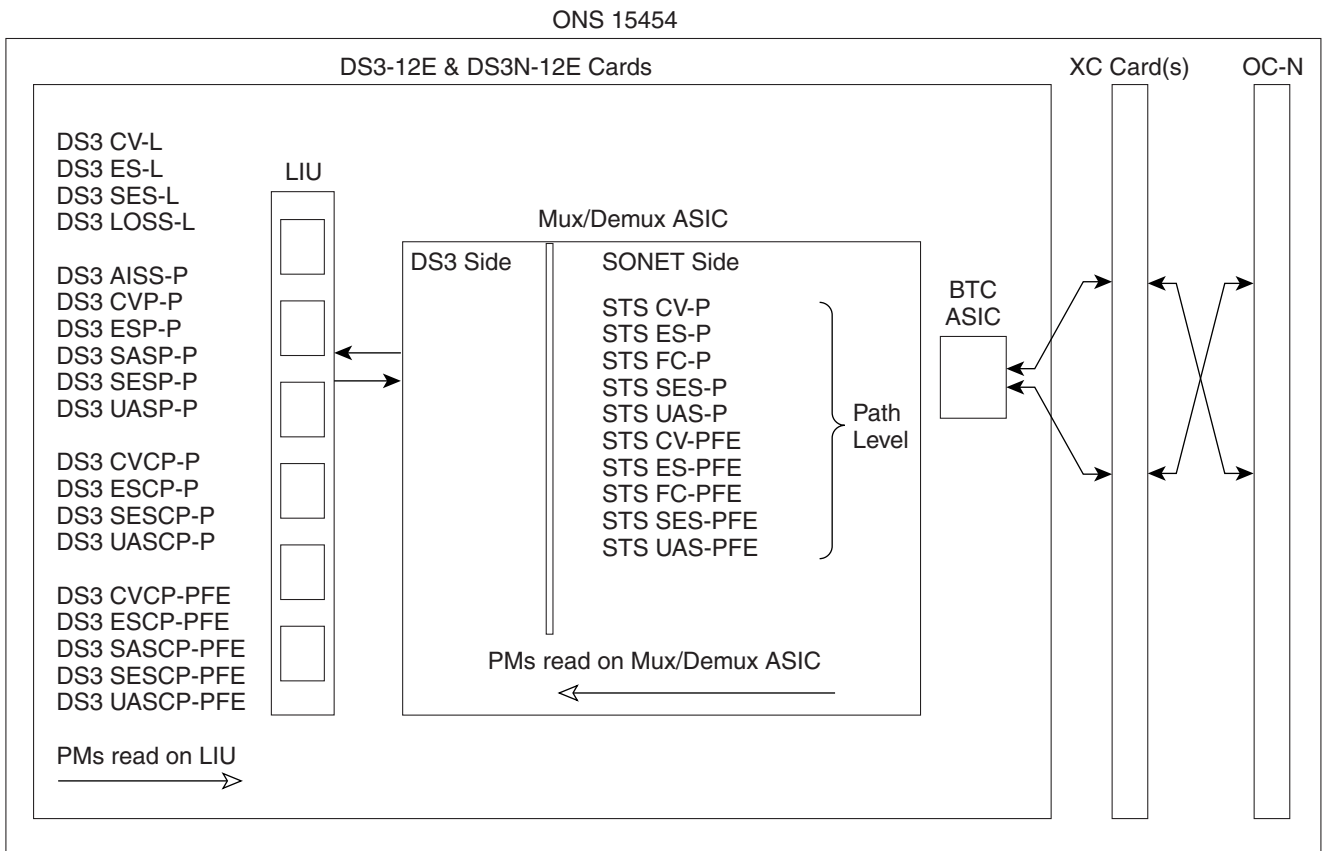 ONS 15454
DS3-12E & DS3N-12E Cards
XC Card(s)
OC-N
DS3 CV-L
DS3 ES-L
DS3 SES-L
DS3 LOSS-L
DS3 AISS-P
DS3 CVP-P
DS3 ESP-P
DS3 SASP-P
DS3 SESP-P
DS3 UASP-P
DS3 CVCP-P
DS3 ESCP-P
DS3 SESCP-P
DS3 UASCP-P
DS3 CVCP-PFE
DS3 ESCP-PFE
DS3 SASCP-PFE
DS3 SESCP-PFE
DS3 UASCP-PFE
PMs read on LIU
LIU
Mux/Demux ASIC
DS3 Side
SONET Side
STS CV-P
STS ES-P
STS FC-P
STS SES-P
STS UAS-P
STS CV-PFE
STS ES-PFE
STS FC-PFE
STS SES-PFE
STS UAS-PFE
Path
Level
PMs read on Mux/Demux ASIC
BTC
ASIC